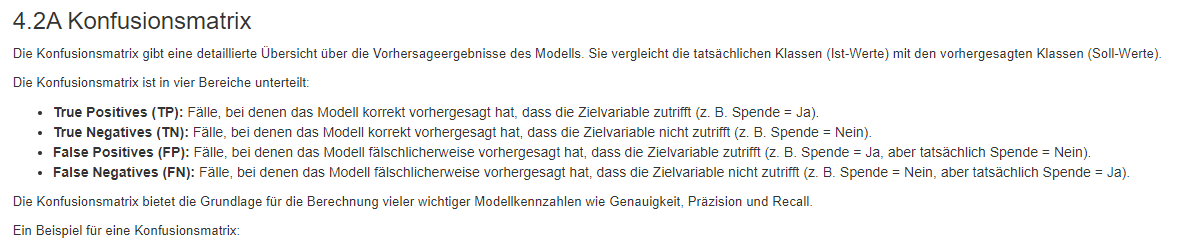 4.2A Konfusionsmatrix
Die Konfusionsmatrix gibt eine detaillierte Übersicht über die Vorhersageergebnisse des Modells. Sie vergleicht die tatsächlichen Klassen (Ist-Werte) mit den vorhergesagten Klassen (Soll-Werte).
Die Konfusionsmatrix ist in vier Bereiche unterteilt:
• True Positives (TP): Fälle, bei denen das Modell korrekt vorhergesagt hat, dass die Zielvariable zutrifft (z. B. Spende = Ja).
• True Negatives (TN): Fälle, bei denen das Modell korrekt vorhergesagt hat, dass die Zielvariable nicht zutrifft (z. B. Spende = Nein).
• False Positives (FP): Fälle, bei denen das Modell fälschlicherweise vorhergesagt hat, dass die Zielvariable zutrifft (z. B. Spende = Ja, aber tatsächlich Spende = Nein).
• False Negatives (FN): Fälle, bei denen das Modell fälschlicherweise vorhergesagt hat, dass die Zielvariable nicht zutrifft (z. B. Spende = Nein, aber tatsächlich Spende = Ja).
Die Konfusionsmatrix bietet die Grundlage für die Berechnung vieler wichtiger Modellkennzahlen wie Genauigkeit, Präzision und Recall.
Ein Beispiel für eine Konfusionsmatrix: